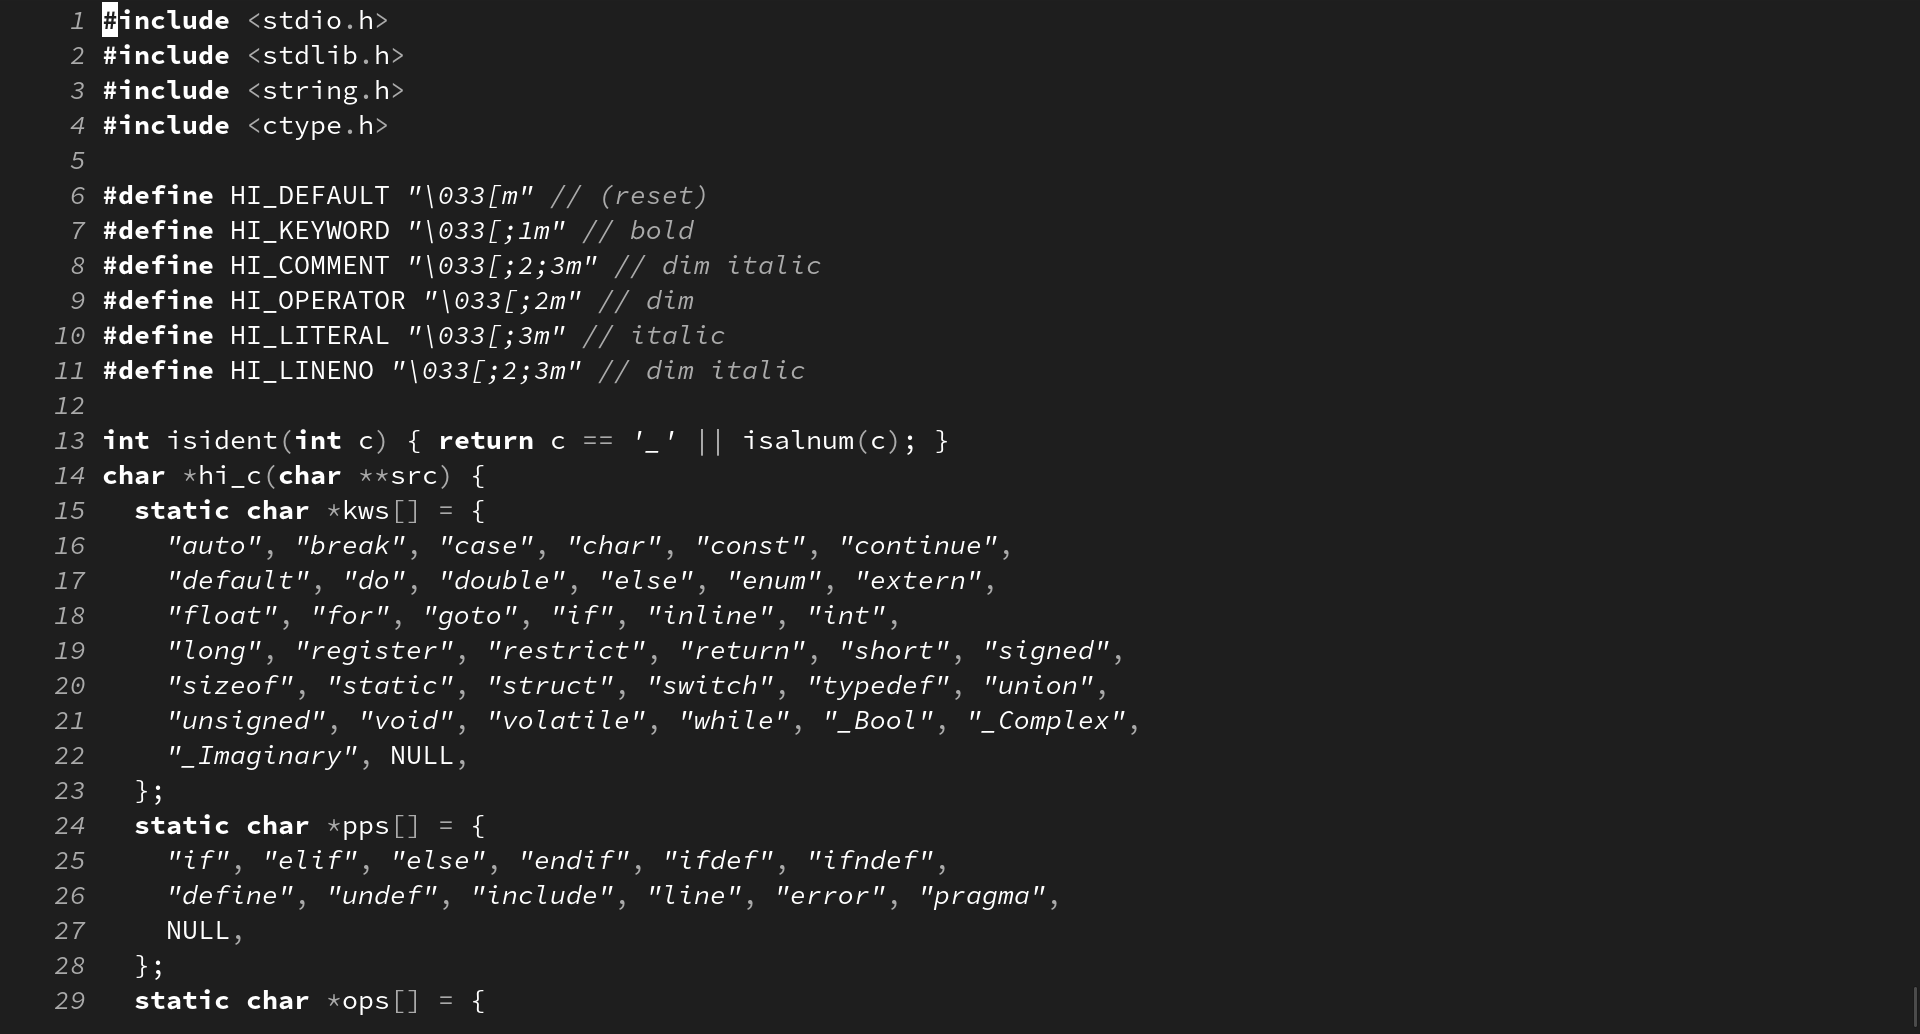 1 #include <stdio.h>
2 #include <stdlib.h>
3 #include <string.h>
4 #include <ctype.h>
5
6 #define HI_DEFAULT "\033[m" // (reset)
7 #define HI_KEYWORD "\033[;1m" // bold
8 #define HI_COMMENT "\033[;2;3m" // dim italic
9 #define HI_OPERATOR "\033[;2m" // dim
10 #define HI_LITERAL "\033[;3m" // italic
11 #define HI_LINENO "\033[;2;3m" // dim italic
12
13 int isident(int c) { return c == '_' || isalnum(c); }
14 char *hi_c(char **src) {
15   static char *kws[] = {
16     "auto", "break", "case", "char", "const", "continue",
17     "default", "do", "double", "else", "enum", "extern",
18     "float", "for", "goto", "if", "inline", "int",
19     "long", "register", "restrict", "return", "short", "signed",
20     "sizeof", "static", "struct", "switch", "typedef", "union",
21     "unsigned", "void", "volatile", "while", "_Bool", "_Complex",
22     "_Imaginary", NULL,
23   };
24   static char *pps[] = {
25     "if", "elif", "else", "endif", "ifdef", "ifndef",
26     "define", "undef", "include", "line", "error", "pragma",
27     NULL,
28   };
29   static char *ops[] = {